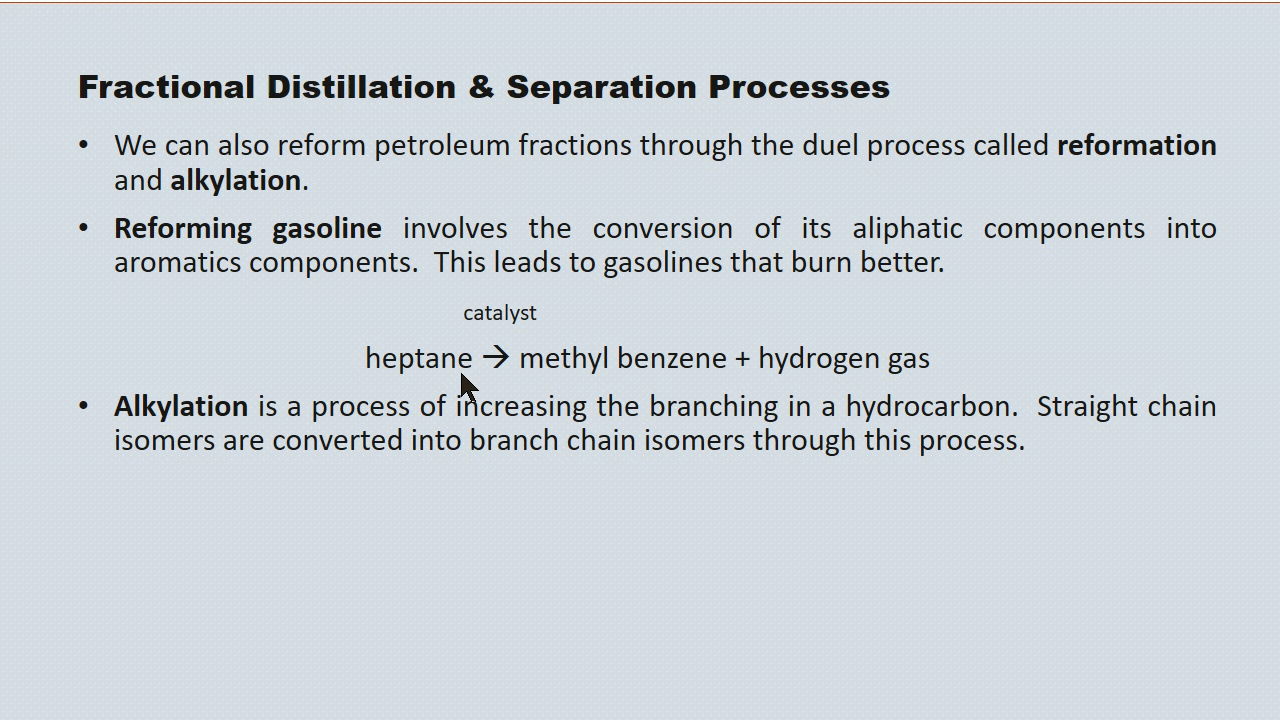 Fractional Distillation & Separation Processes
• We can also reform petroleum fractions through the duel process called reformation
and alkylation.
• Reforming gasoline involves the conversion of its aliphatic components into
aromatics components. This leads to gasolines that burn better.
catalyst
heptane → methyl benzene + hydrogen gas
• Alkylation is a process of increasing the branching in a hydrocarbon. Straight chain
isomers are converted into branch chain isomers through this process.